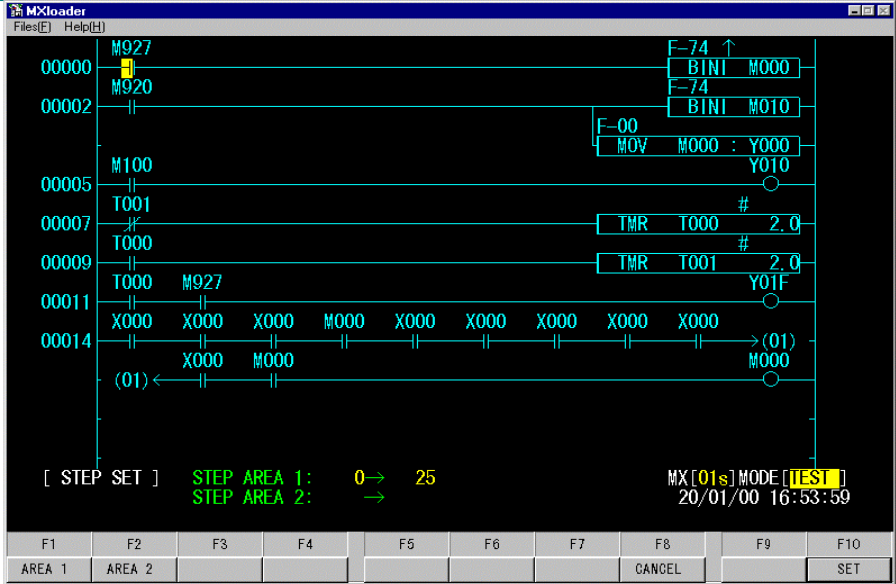 MXloader
Files(F) Help(H)
M927 F-74 ↑
00000 BINI M000
M920 F-74
00002 BINI M010
F-00
MOV M000 : Y000
M100 Y010
00005
T001 #
00007 TMR T000 2.0
T000 #
00009 TMR T001 2.0
T000 M927 Y01F
00011
X000 X000 X000 M000 X000 X000 X000 X000 X000
00014 →(01)
X000 M000 M000
(01)←
[ STEP SET ] STEP AREA 1: 0→ 25 MX[01s]MODE[TEST ]
STEP AREA 2: → 20/01/00 16:53:59
F1 F2 F3 F4 F5 F6 F7 F8 F9 F10
AREA 1 AREA 2 CANCEL SET